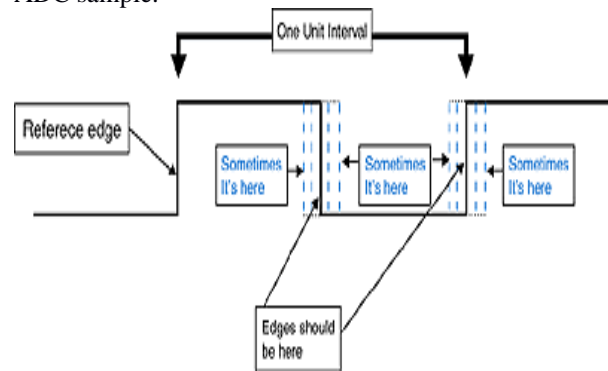 ADC sample.
One Unit Interval
Referece edge
Sometimes
It's here
Sometimes
It's here
Sometimes
It's here
Edges should
be here